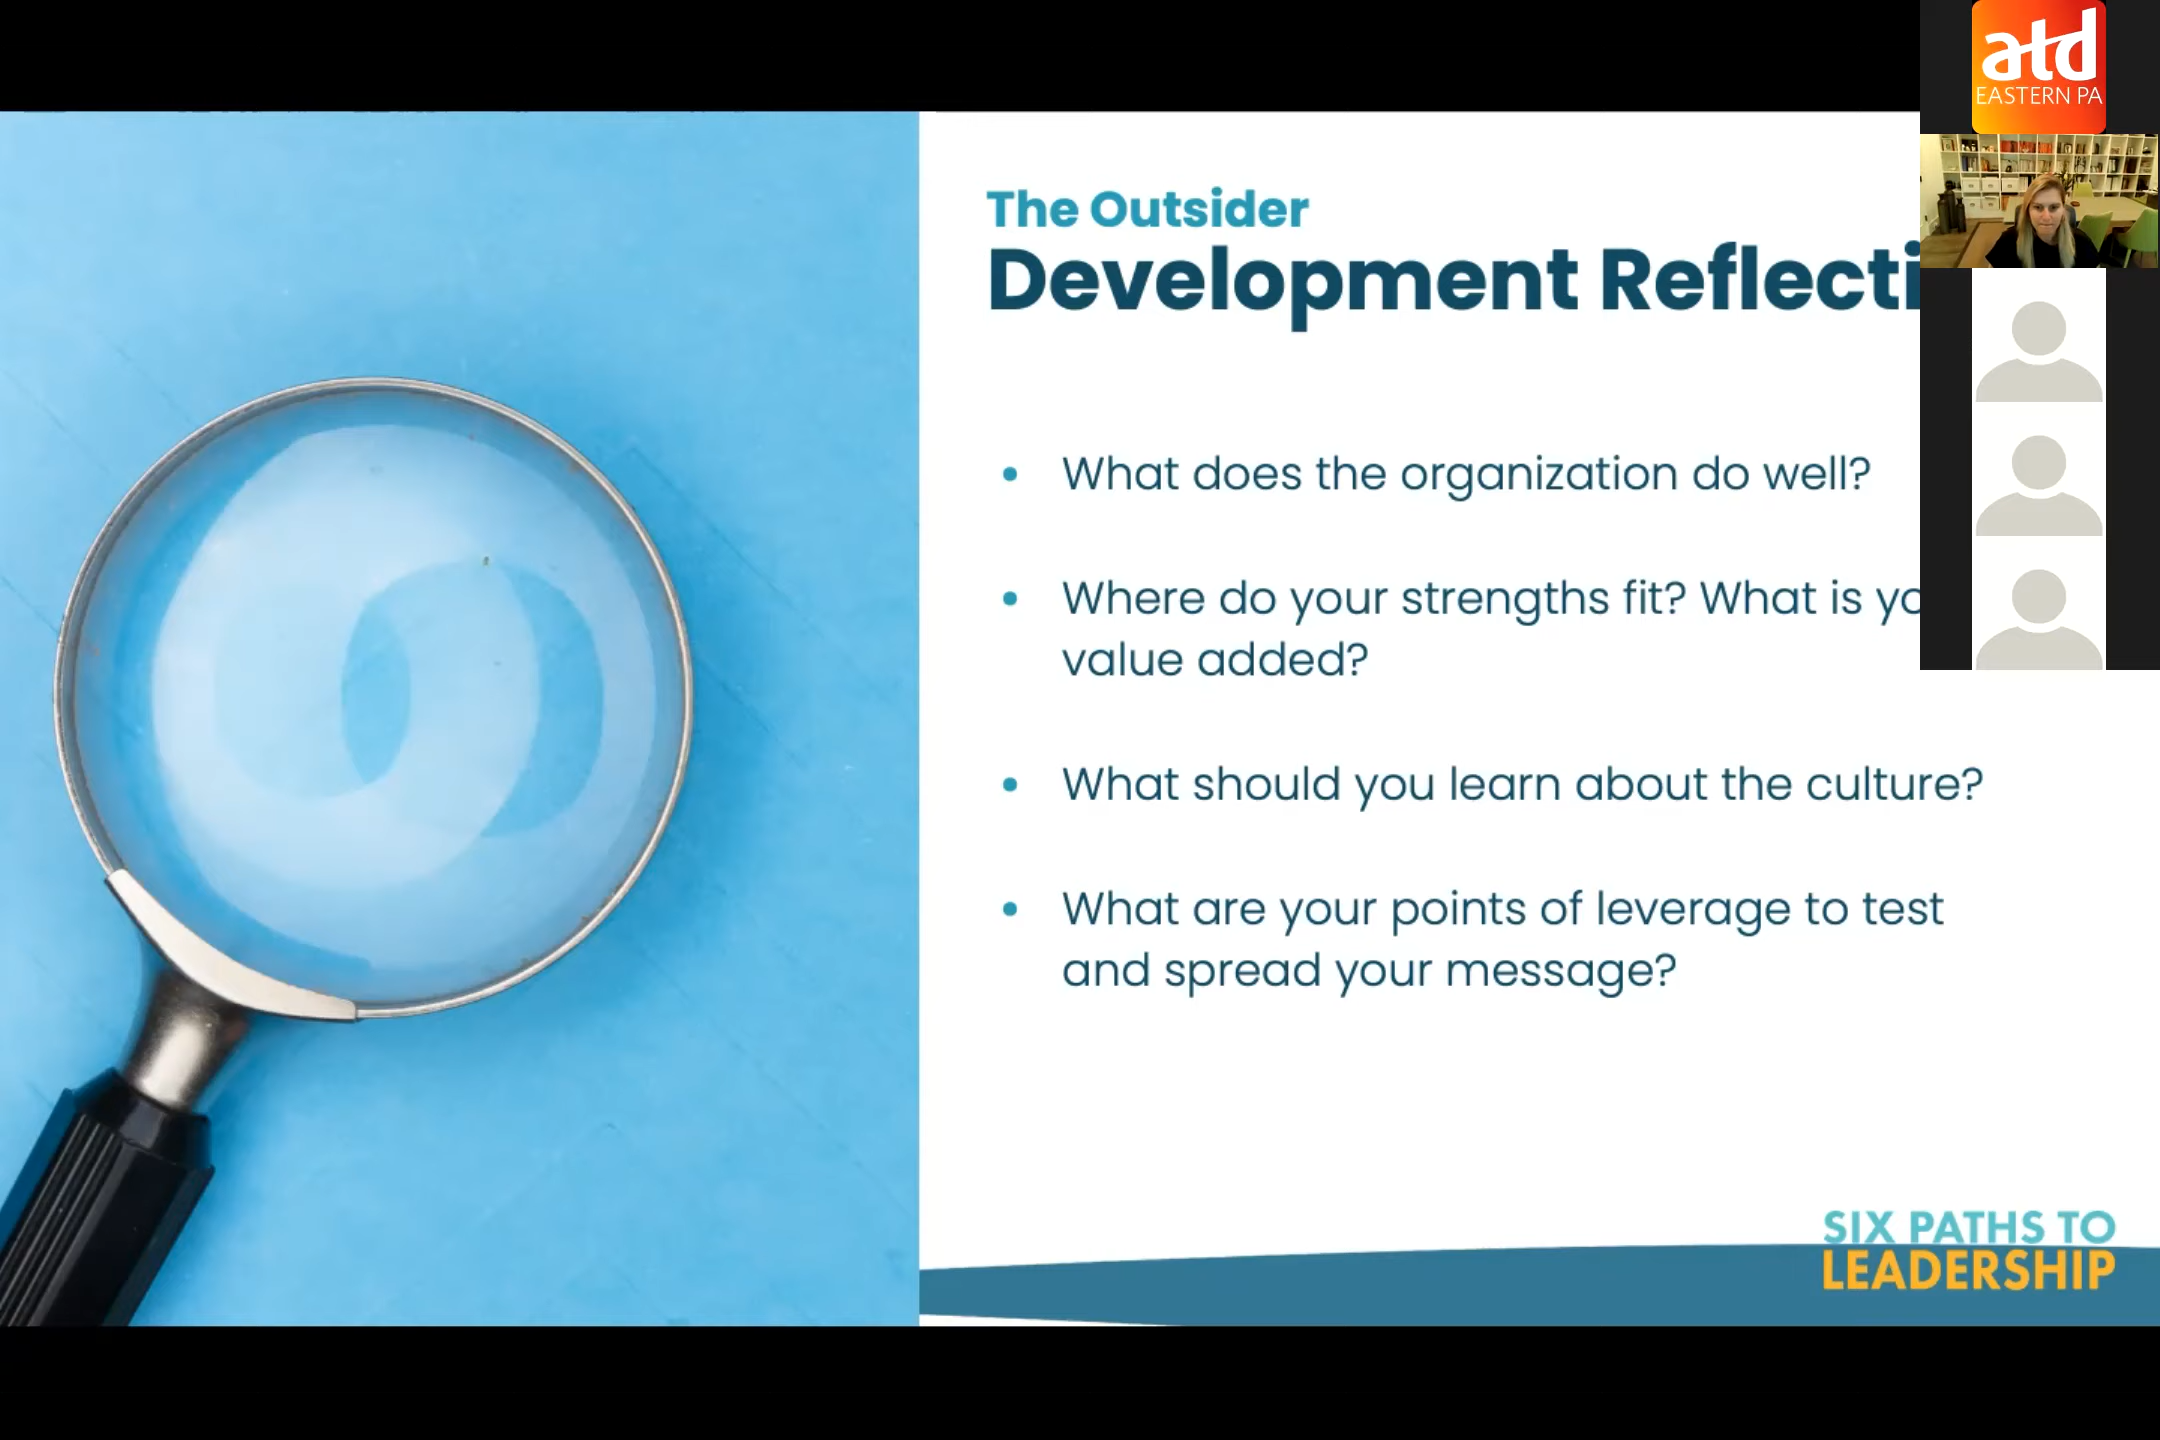 atd
EASTERN PA
The Outsider
Development Reflecti
What does the organization do well?
Where do your strengths fit? What is yo
value added?
What should you learn about the culture?
What are your points of leverage to test
and spread your message?
SIX PATHS TO
LEADERSHIP